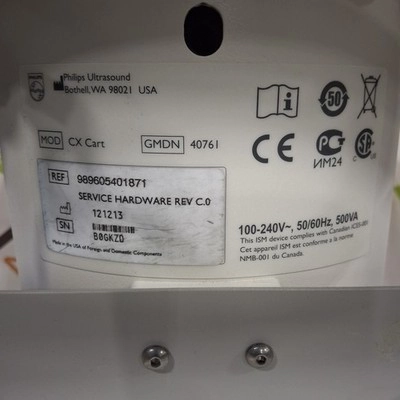 PHILIPS
Philips Ultrasound
Bothell, WA 98021 USA
MOD CX Cart GMDN 40761
REF 989605401871
SERVICE HARDWARE REV C.0
121213
SN B0GKZD
Made in the USA of Foreign and Domestic Components
50
CE
ИМ24
SA
100-240V~, 50/60Hz, 500VA
This ISM device complies with Canadian ICES-001
Cet appareil ISM est conforme a la norme
NMB-001 du Canada.